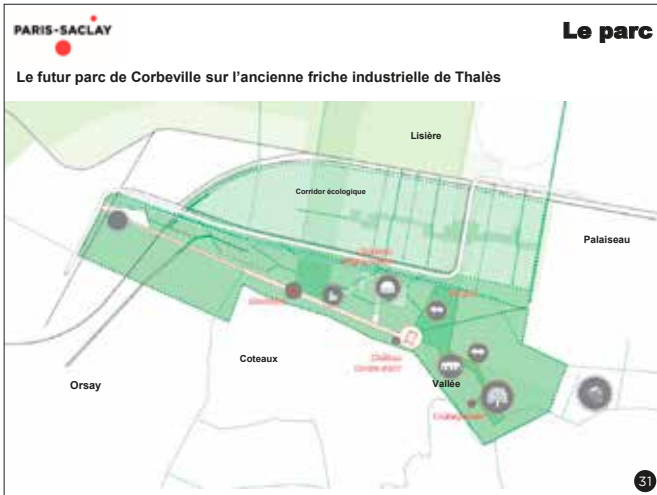 PARIS-SACLAY
Le parc
Le futur parc de Corbeville sur l’ancienne friche industrielle de Thalès
Lisière
Corridor écologique
Palaiseau
Château
Coteaux
Orsay
Vallée
31